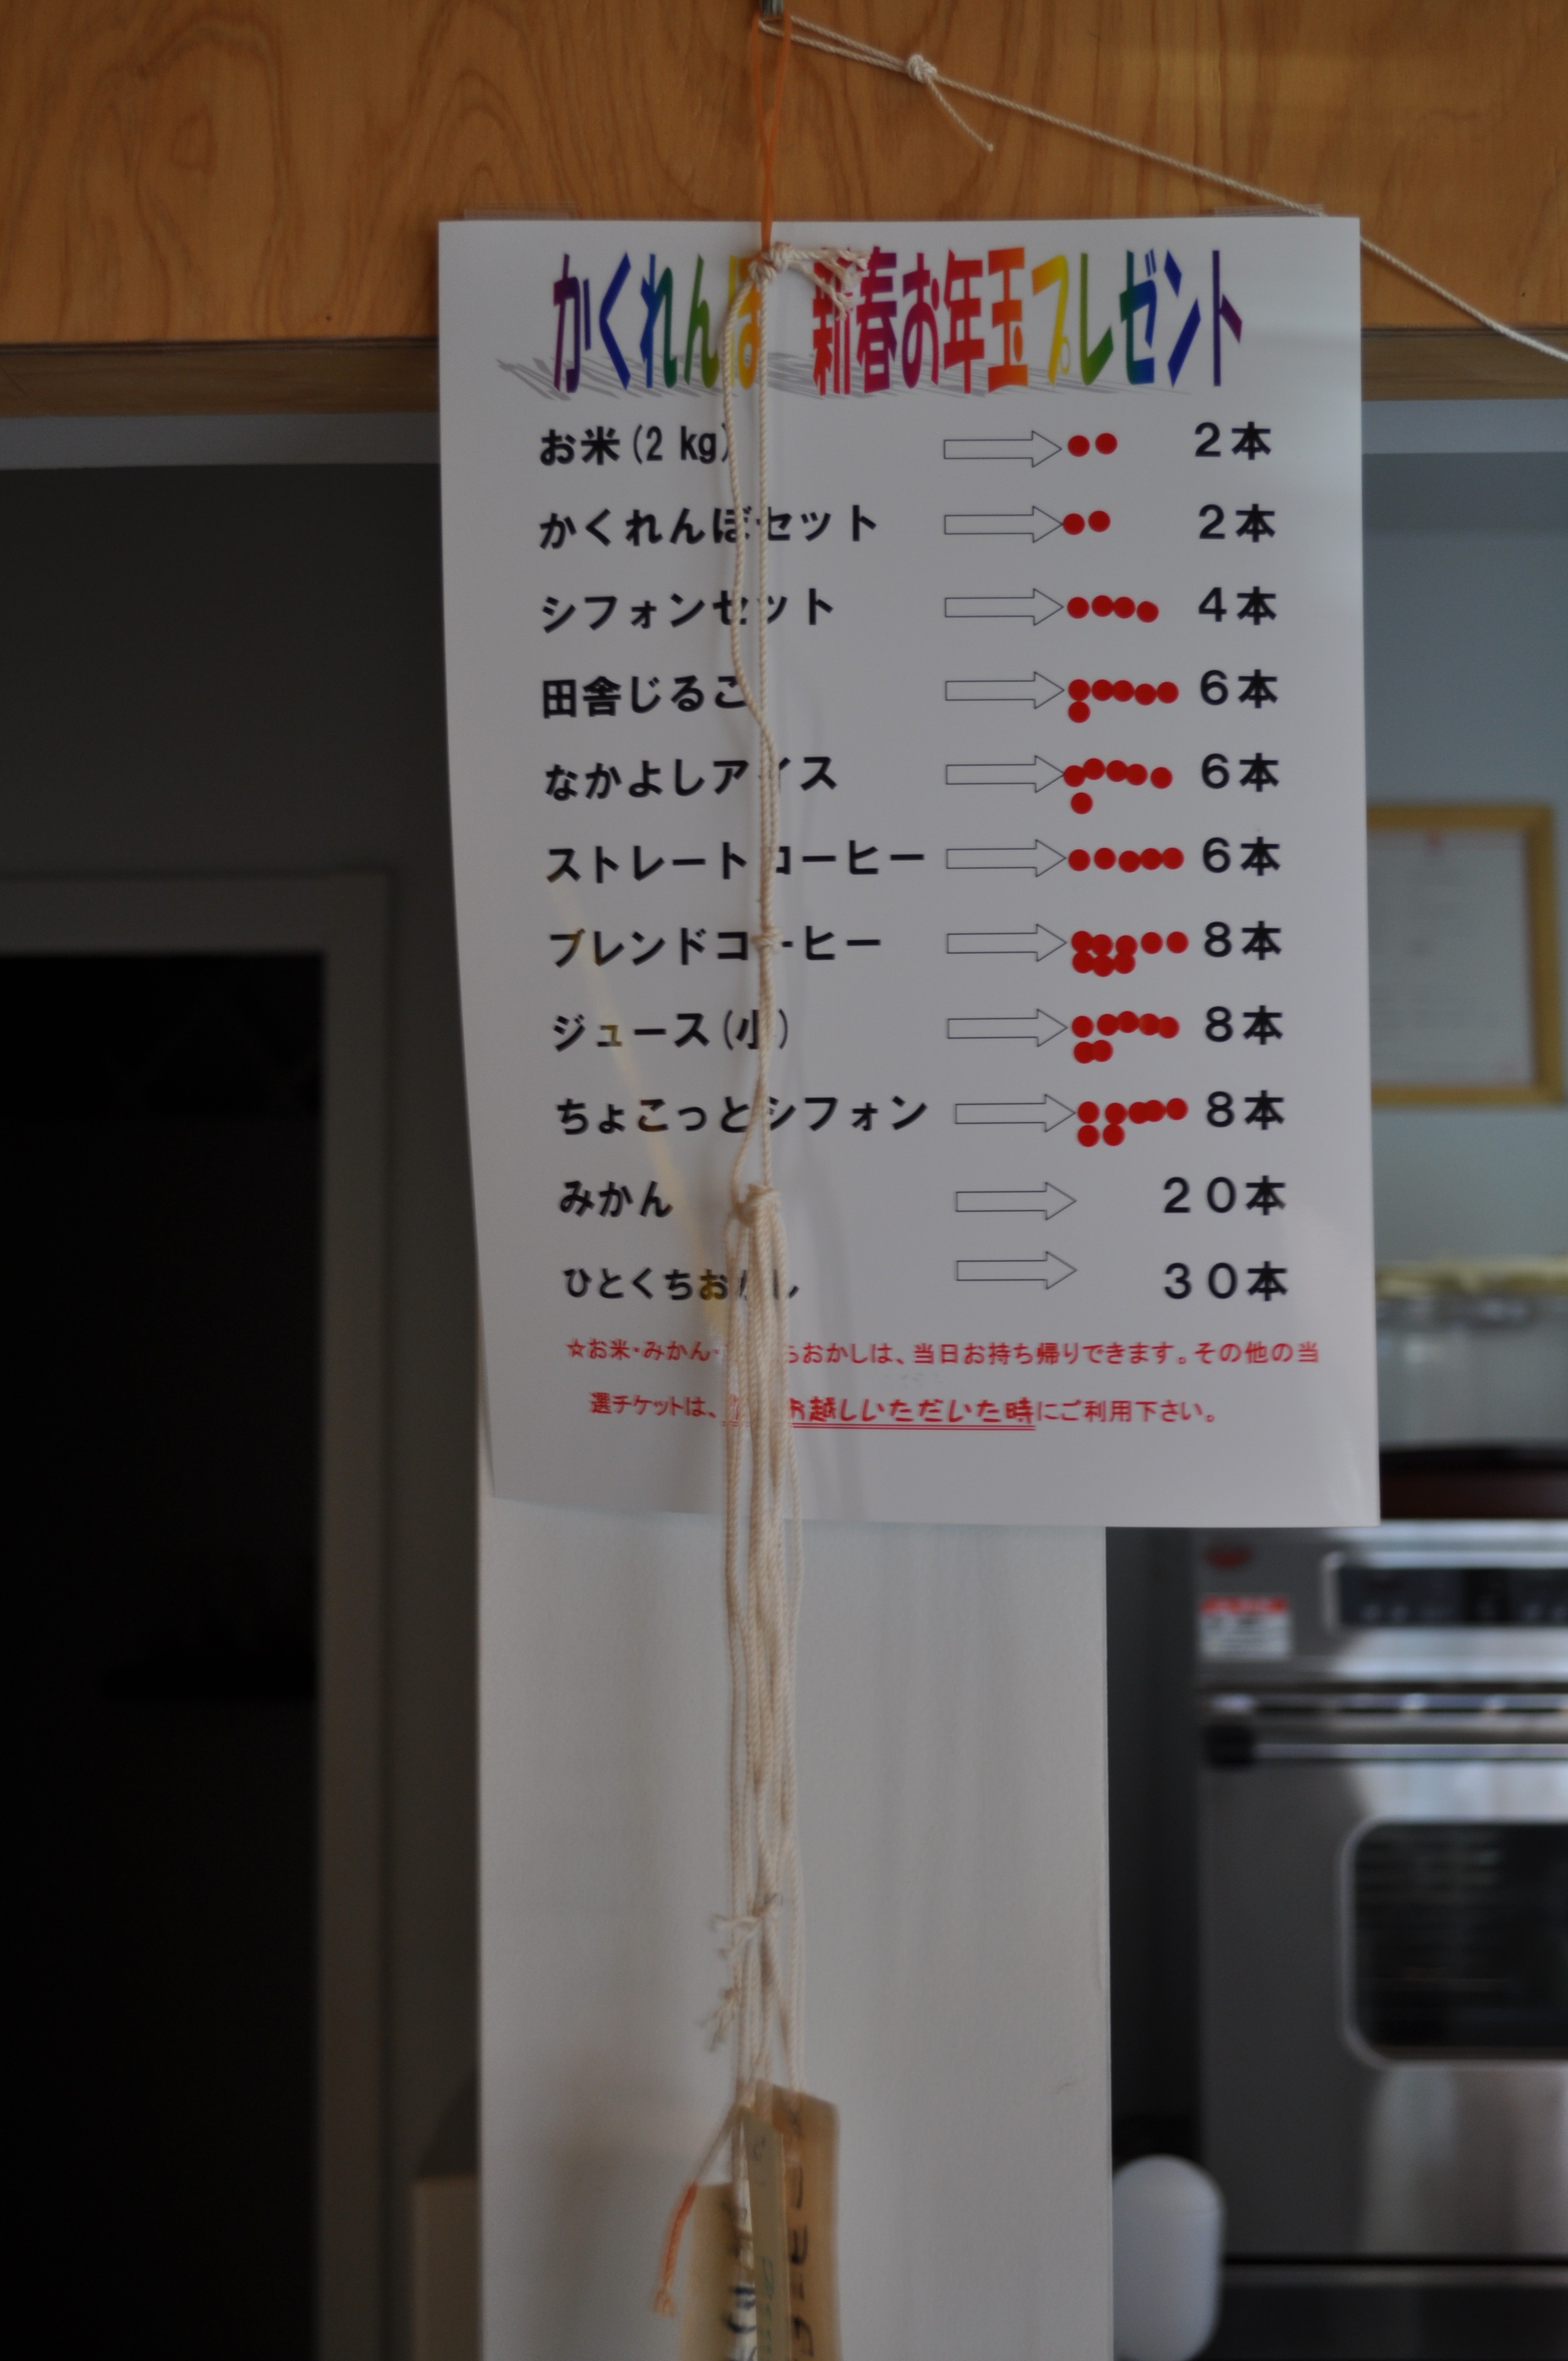 かくれんぼ 新春お年玉プレゼント
お米(2 kg) 2本
かくれんぼセット 2本
シフォンセット 4本
田舎じるこ 6本
なかよしアイス 6本
ストレートコーヒー 6本
ブレンドコーヒー 8本
ジュース(小) 8本
ちょこっとシフォン 8本
みかん 20本
ひとくちおかし 30本
☆お米・みかん・ ちおかしは、当日お持ち帰りできます。その他の当
選チケットは、 お越しいただいた時にご利用下さい。